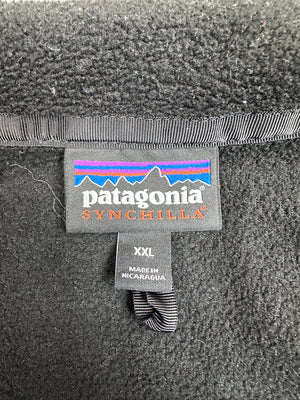 patagonia
SYNCHILLA
XXL
MADE IN
NICARAGUA